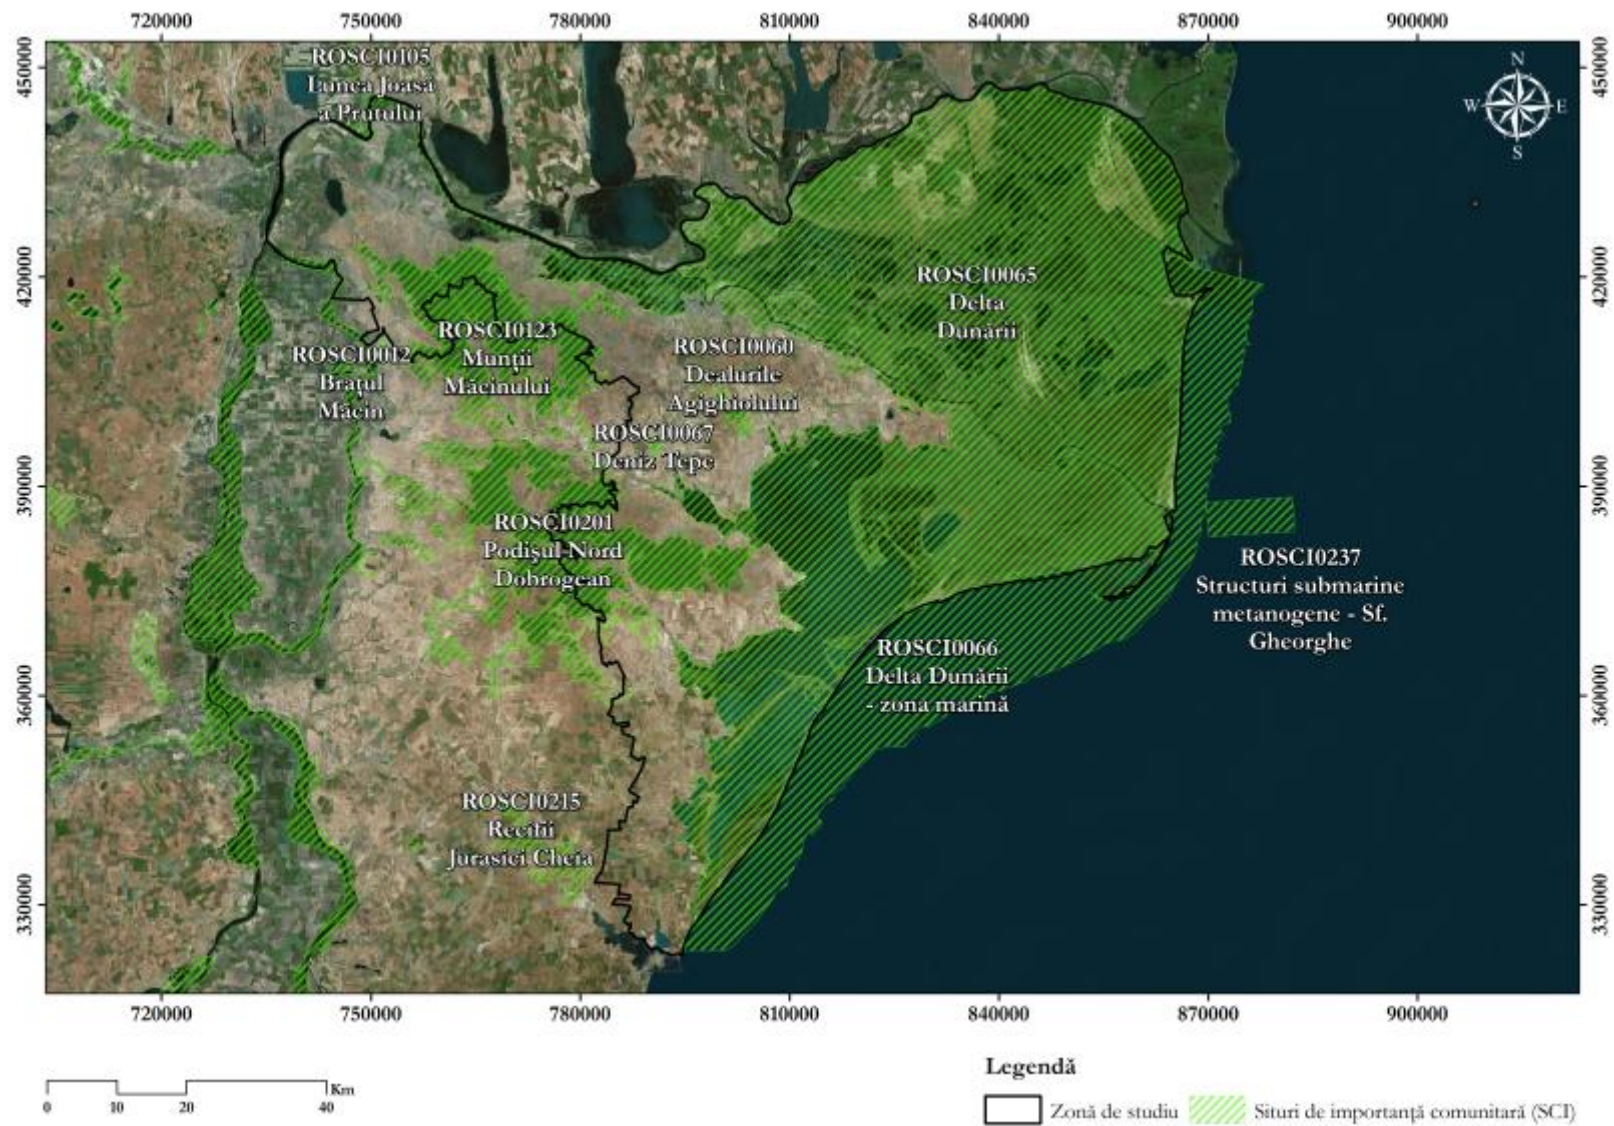 720000 750000 780000 810000 840000 870000 900000
450000
450000
420000
420000
390000
390000
360000
360000
330000
330000
N
W E
S
ROSCI0105
Lunca Joasă
a Prutului
ROSCI0065
Delta
Dunării
ROSCI0123
Munții
Măcinului
ROSCI0012
Brațul
Măcin
ROSCI0060
Dealurile
Agighiolului
ROSCI0067
Deniz Tepe
ROSCI0201
Podișul Nord
Dobrogean
ROSCI0237
Structuri submarine
metanogene - Sf.
Gheorghe
ROSCI0066
Delta Dunării
- zona marină
ROSCI0215
Recifii
Jurasici Cheia
720000 750000 780000 810000 840000 870000 900000
Km
0 10 20 40
Legendă
Zonă de studiu
Situri de importanță comunitară (SCI)